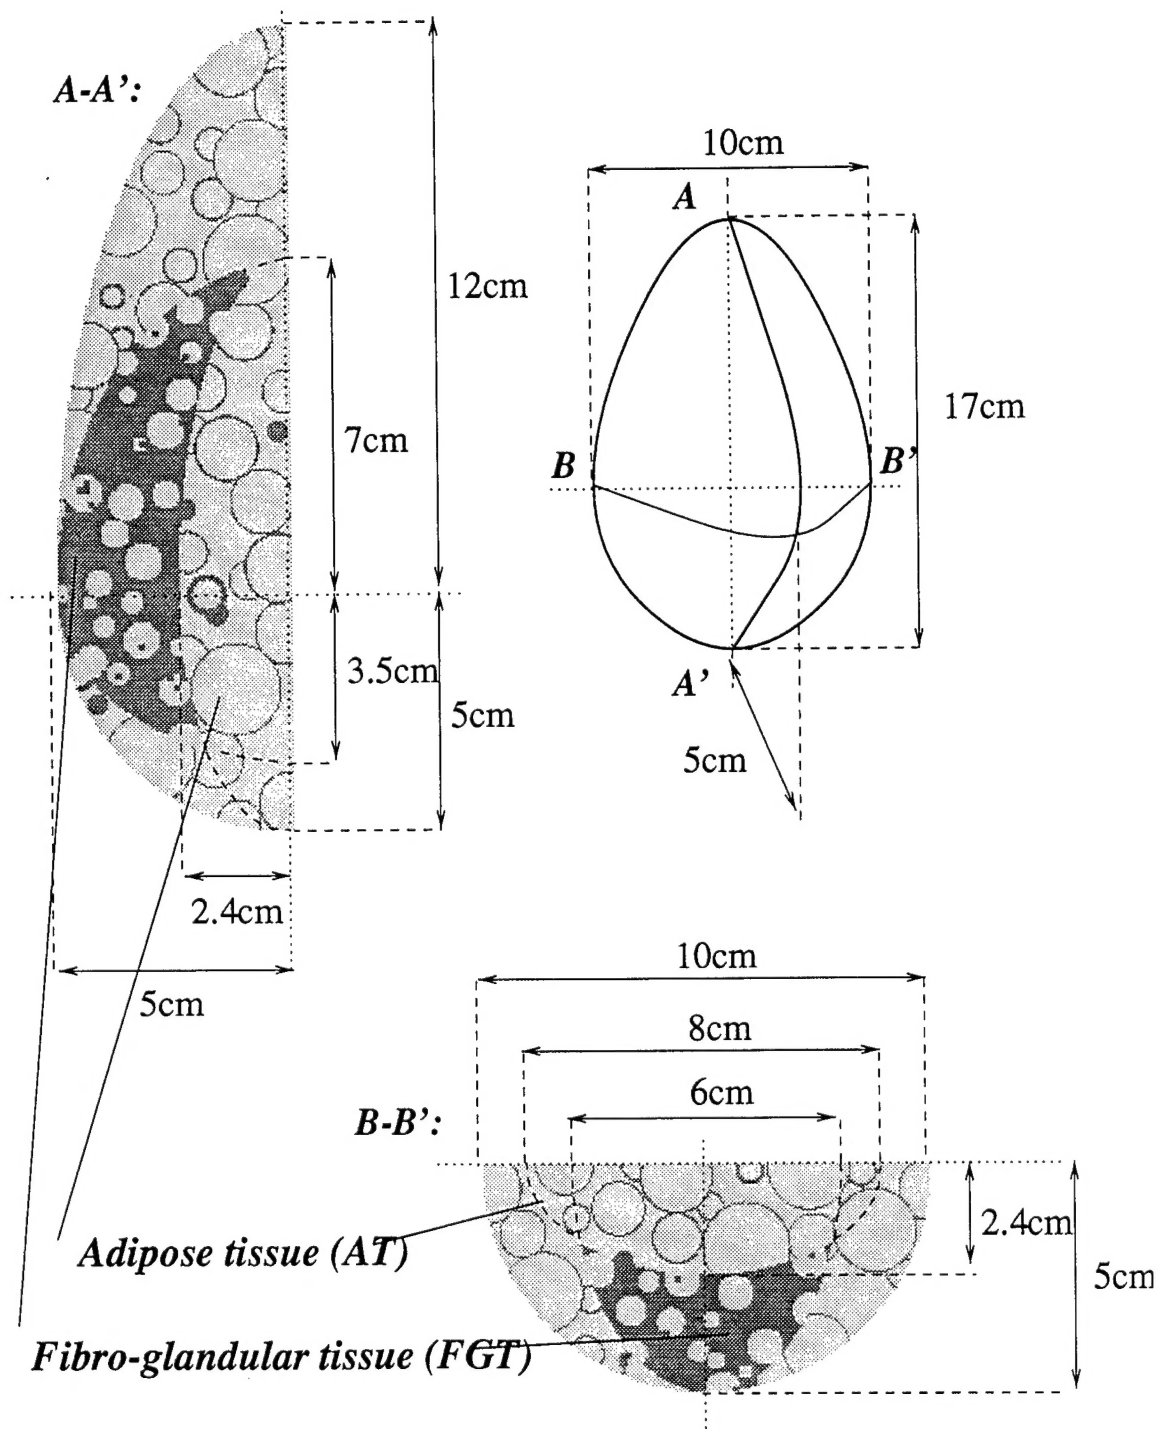 A-A’:
10cm
A
12cm
17cm
7cm
B
B’
3.5cm
5cm
A’
5cm
2.4cm
5cm
10cm
8cm
6cm
B-B’:
2.4cm
5cm
Adipose tissue (AT)
Fibro-glandular tissue (FGT)